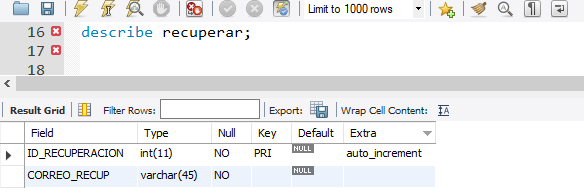 Limit to 1000 rows
16 describe recuperar;
17
18
Result Grid Filter Rows: Export: Wrap Cell Content: IA
Field Type Null Key Default Extra
ID_RECUPERACION int(11) NO PRI NULL auto_increment
CORREO_RECUP varchar(45) NO NULL